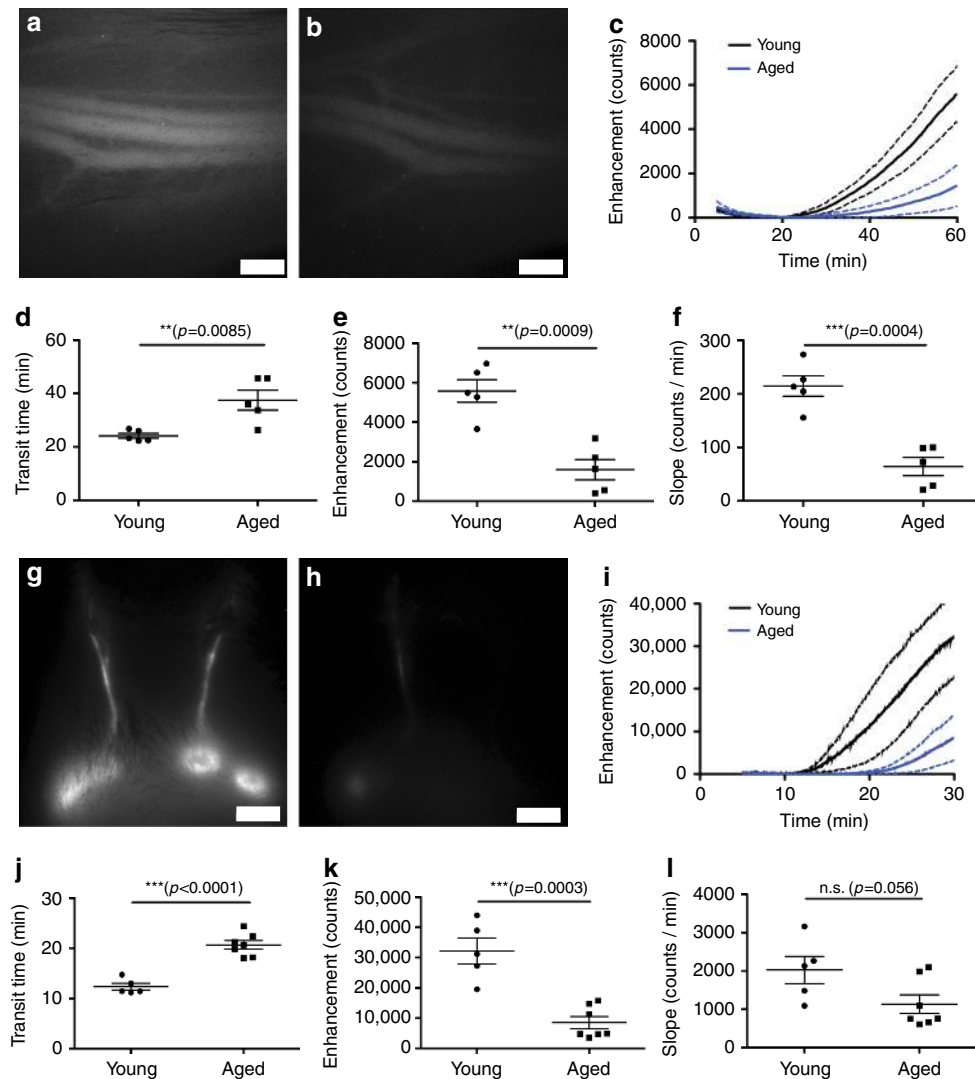 a
b
c
Enhancement (counts)
8000
6000
4000
2000
0
Young
Aged
0
20
40
60
Time (min)
d
Transit time (min)
60
40
20
0
**(p=0.0085)
Young
Aged
e
Enhancement (counts)
8000
6000
4000
2000
0
**(p=0.0009)
Young
Aged
f
Slope (counts / min)
300
200
100
0
***(p=0.0004)
Young
Aged
g
h
i
Enhancement (counts)
40,000
30,000
20,000
10,000
0
Young
Aged
0
10
20
30
Time (min)
j
Transit time (min)
30
20
10
0
***(p<0.0001)
Young
Aged
k
Enhancement (counts)
50,000
40,000
30,000
20,000
10,000
0
***(p=0.0003)
Young
Aged
l
Slope (counts / min)
4000
3000
2000
1000
0
n.s. (p=0.056)
Young
Aged